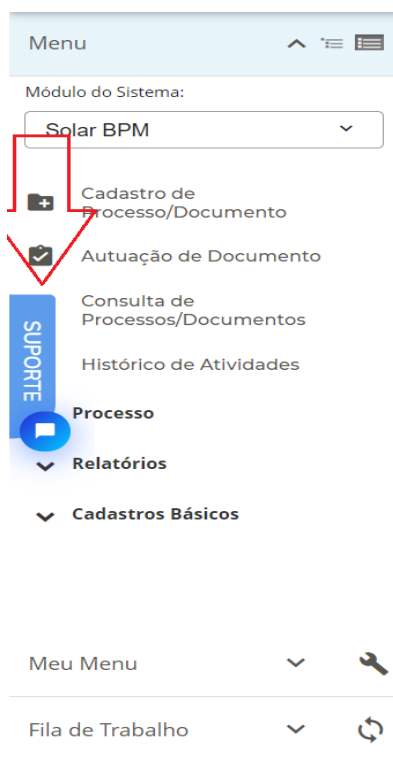 Menu
Módulo do Sistema:
Solar BPM
Cadastro de
Processo/Documento
Autuação de Documento
Consulta de
Processos/Documentos
Histórico de Atividades
SUPORTE
Processo
Relatórios
Cadastros Básicos
Meu Menu
Fila de Trabalho